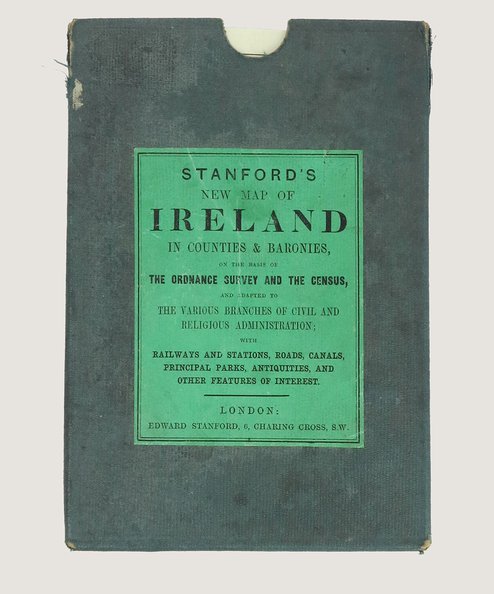 STANFORD'S
NEW MAP OF
IRELAND
IN COUNTIES & BARONIES,
ON THE BASIS OF
THE ORDNANCE SURVEY AND THE CENSUS,
AND ADAPTED TO
THE VARIOUS BRANCHES OF CIVIL AND
RELIGIOUS ADMINISTRATION;
WITH
RAILWAYS AND STATIONS, ROADS, CANALS,
PRINCIPAL PARKS, ANTIQUITIES, AND
OTHER FEATURES OF INTEREST.
LONDON:
EDWARD STANFORD, 6, CHARING CROSS, S.W.